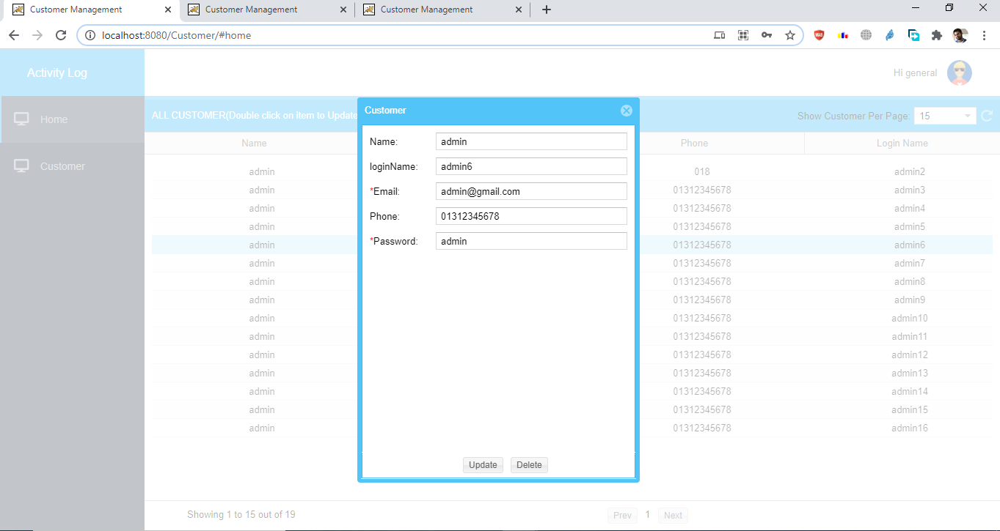 Customer Management
Customer Management
Customer Management
localhost:8080/Customer/#home
Activity Log
Hi general
Home
Customer
ALL CUSTOMER(Double click on item to Update
Show Customer Per Page: 15
Name Phone Login Name
admin 018 admin2
admin 01312345678 admin3
admin 01312345678 admin4
admin 01312345678 admin5
admin 01312345678 admin6
admin 01312345678 admin7
admin 01312345678 admin8
admin 01312345678 admin9
admin 01312345678 admin10
admin 01312345678 admin11
admin 01312345678 admin12
admin 01312345678 admin13
admin 01312345678 admin14
admin 01312345678 admin15
admin 01312345678 admin16
Customer
Name: admin
loginName: admin6
*Email: admin@gmail.com
Phone: 01312345678
*Password: admin
Update Delete
Showing 1 to 15 out of 19
Prev 1 Next